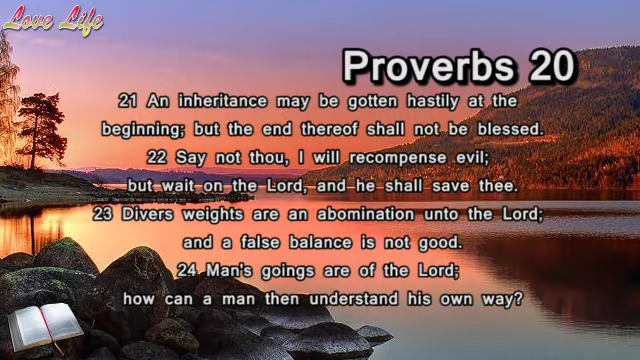 Love Life
Proverbs 20
21 An inheritance may be gotten hastily at the
beginning; but the end thereof shall not be blessed.
22 Say not thou, I will recompense evil;
but wait on the Lord, and he shall save thee.
23 Divers weights are an abomination unto the Lord;
and a false balance is not good.
24 Man's goings are of the Lord;
how can a man then understand his own way?